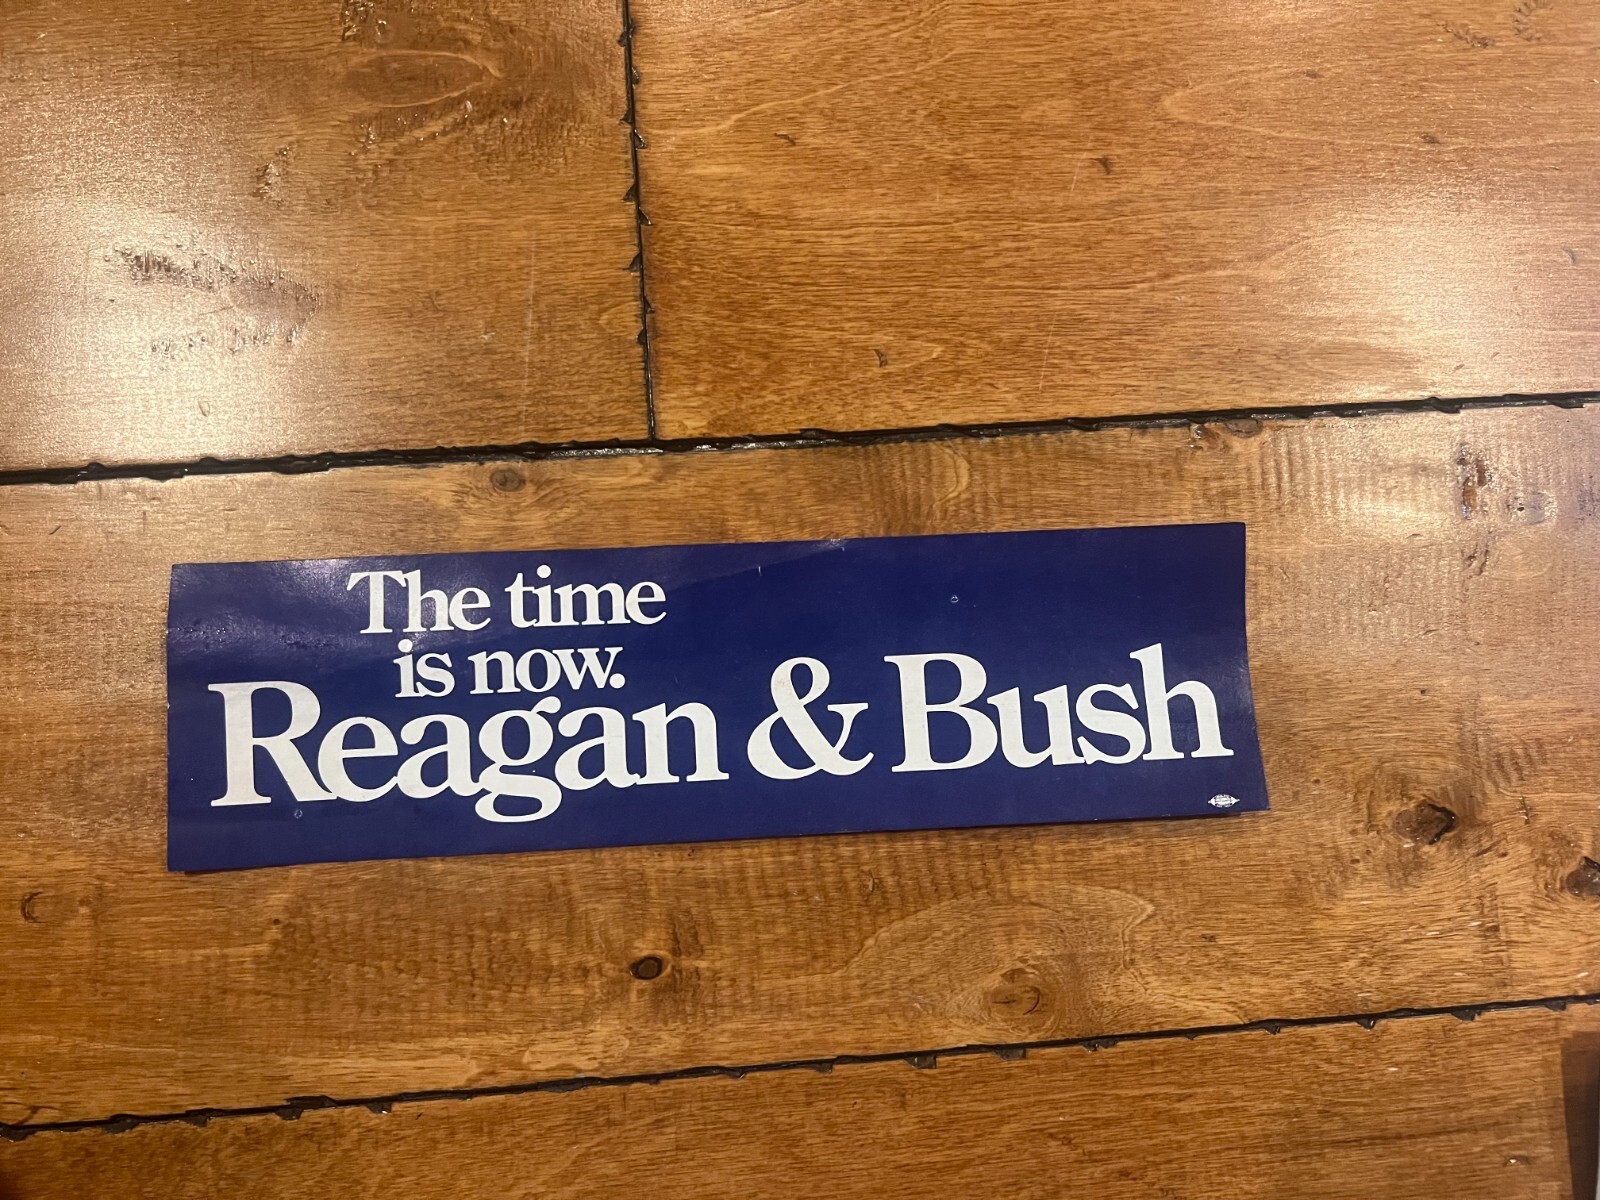 The time
is now.
Reagan & Bush